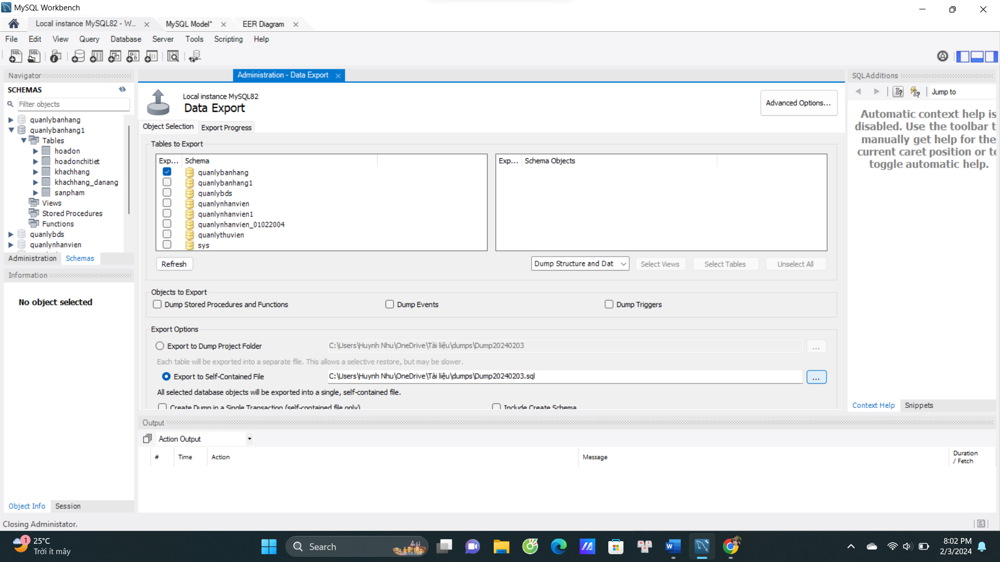 MySQL Workbench
Local instance MySQL82 - W...
MySQL Model*
EER Diagram
File Edit View Query Database Server Tools Scripting Help
Navigator
SCHEMAS
Filter objects
quanlybanhang
quanlybanhang1
Tables
hoadon
hoadonchitiet
khachhang
khachhang_danang
sanpham
Views
Stored Procedures
Functions
quanlybds
quanlynhanvien
Administration Schemas
Information
No object selected
Object Info Session
Administration - Data Export
Local instance MySQL82
Data Export
Advanced Options...
Object Selection Export Progress
Tables to Export
Exp... Schema
quanlybanhang
quanlybanhang1
quanlybds
quanlynhanvien
quanlynhanvien1
quanlynhanvien_01022004
quanlythuvien
sys
Exp... Schema Objects
Refresh
Dump Structure and Dat
Select Views
Select Tables
Unselect All
Objects to Export
Dump Stored Procedures and Functions
Dump Events
Dump Triggers
Export Options
Export to Dump Project Folder
C:\Users\Huynh Nhu\OneDrive\Tài liệu\dumps\Dump20240203
...
Each table will be exported into a separate file. This allows a selective restore, but may be slower.
Export to Self-Contained File
C:\Users\Huynh Nhu\OneDrive\Tài liệu\dumps\Dump20240203.sql
...
All selected database objects will be exported into a single, self-contained file.
Create Dump in a Single Transaction (self-contained file only)
Include Create Schema
Output
Action Output
# Time Action Message Duration
/ Fetch
SQLAdditions
Jump to
Automatic context help is
disabled. Use the toolbar t
manually get help for the
current caret position or to
toggle automatic help.
Context Help Snippets
Closing Administator.
1
25°C
Trời ít mây
Search
8:02 PM
2/3/2024